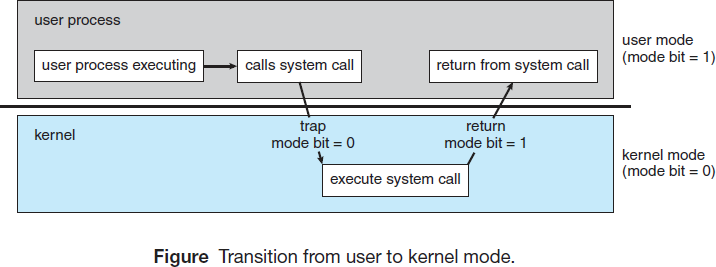 user process
user process executing
calls system call
return from system call
user mode
(mode bit = 1)
kernel
trap
mode bit = 0
return
mode bit = 1
execute system call
kernel mode
(mode bit = 0)
Figure Transition from user to kernel mode.